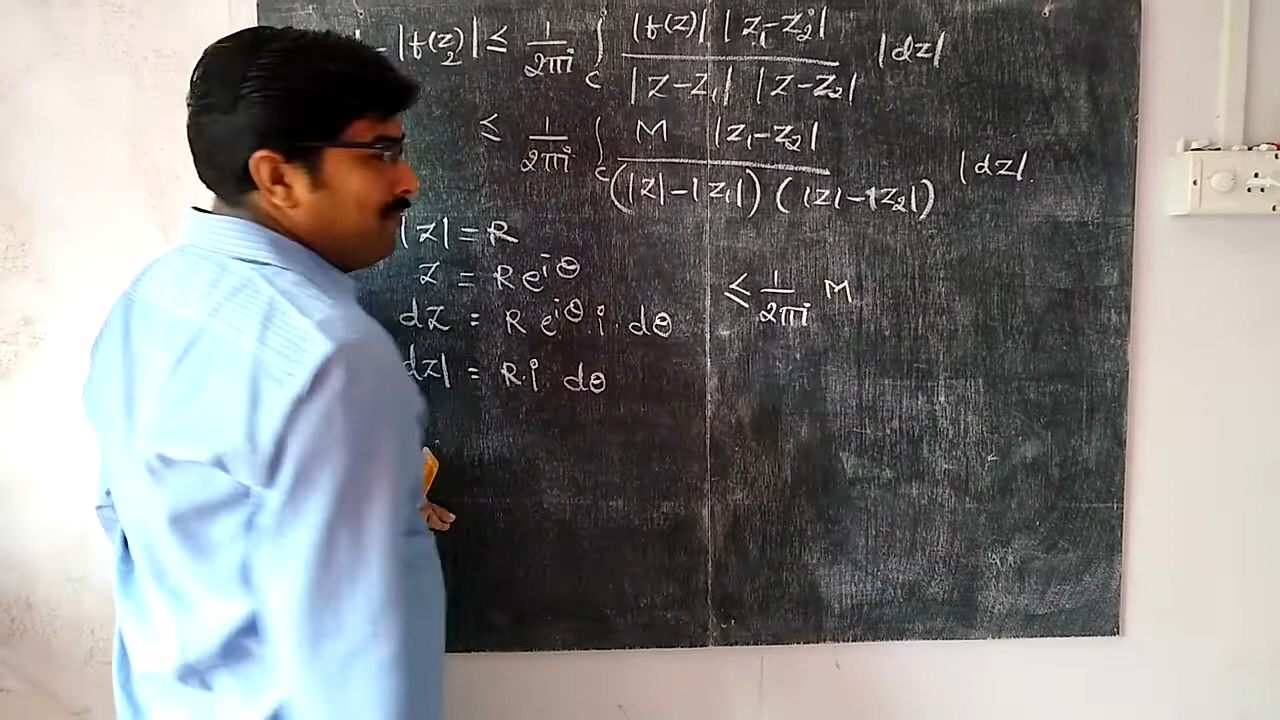 | - |f(z₂)| ≤ 1/2πi ∫_C |f(z)| |z₁-z₂| / |z-z₁| |z-z₂| |dz|
≤ 1/2πi ∫_C M |z₁-z₂| / (|z|-|z₁|) (|z|-|z₂|) |dz|.
|z| = R
z = R e^{iθ}
≤ 1/2πi M
dz = R e^{iθ} . i . dθ
dz| = R.i dθ